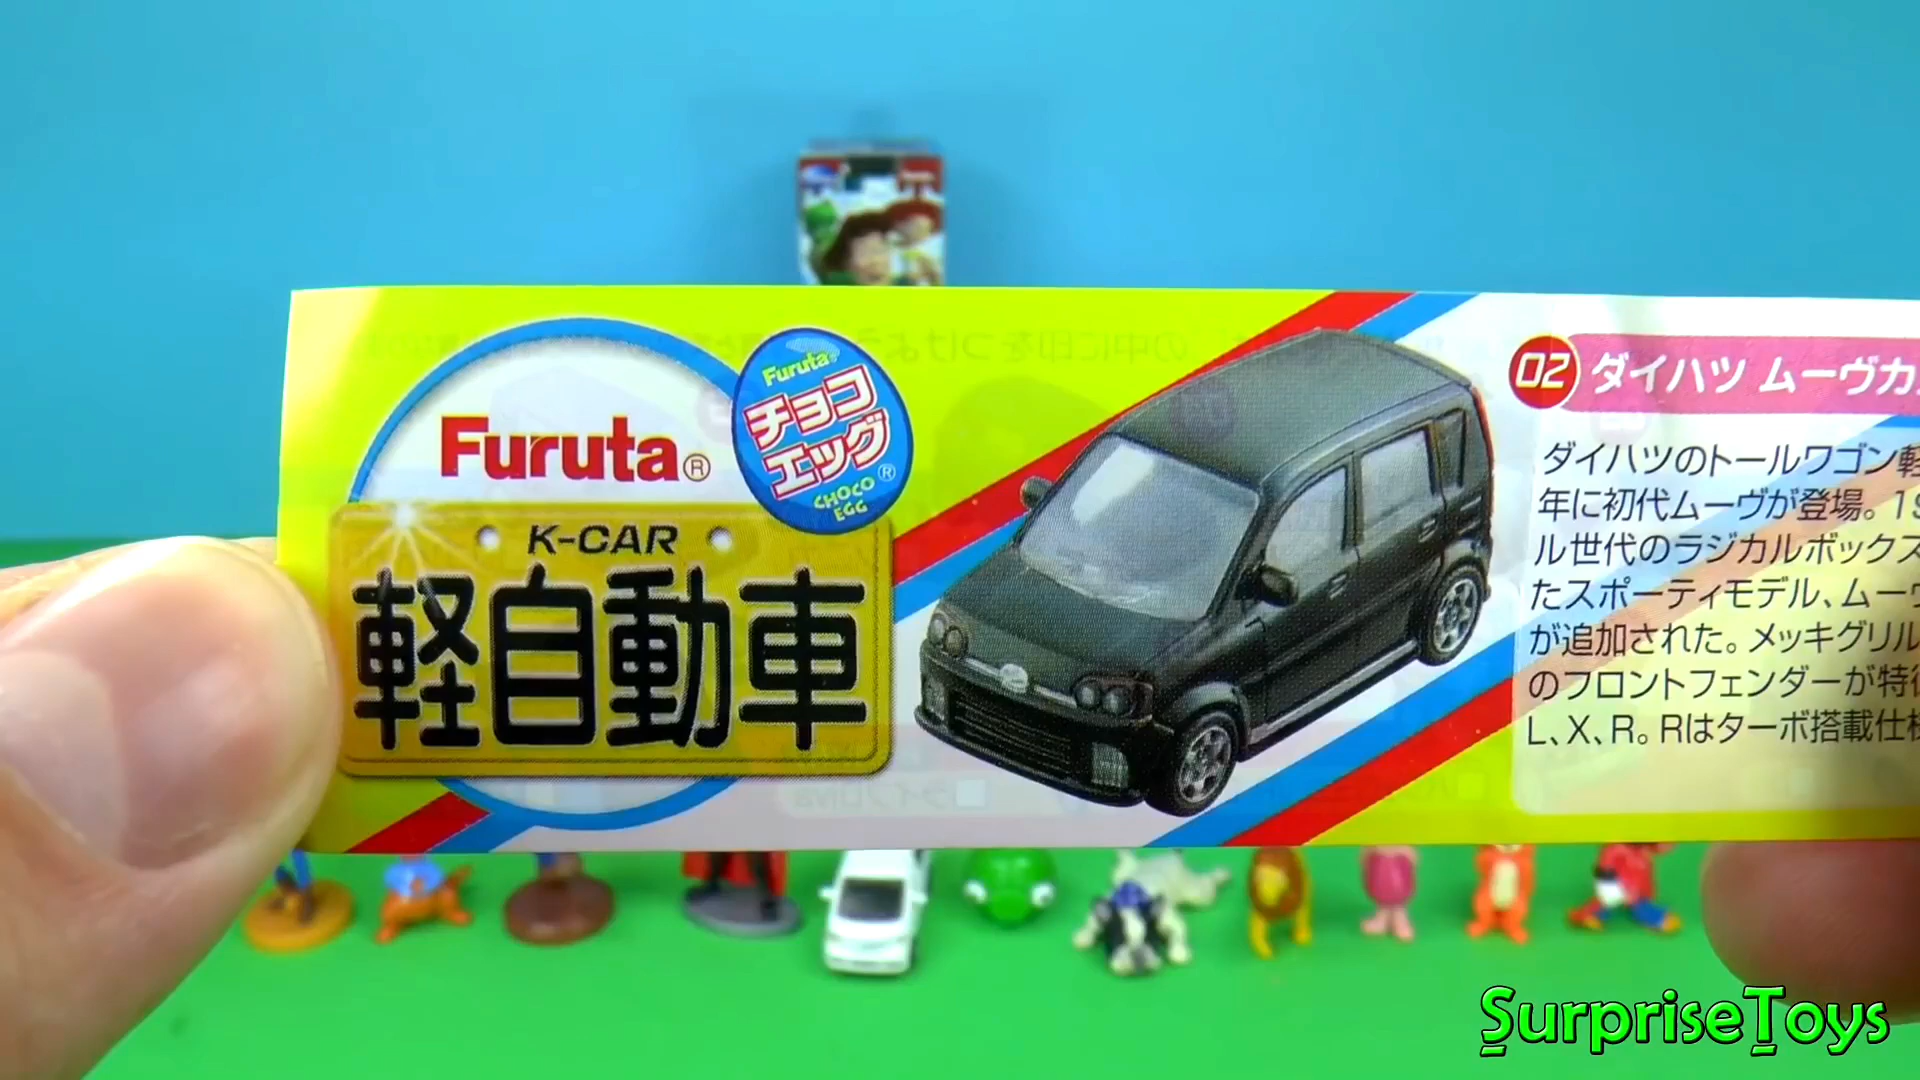 Furuta®
Furuta®
チョコ
エッグ®
CHOCO
EGG
K-CAR
軽自動車
02 ダイハツ ムーヴカ
ダイハツのトールワゴン軽
年に初代ムーヴが登場。19
ル世代のラジカルボックス
たスポーティモデル、ムーヴ
が追加された。メッキグリル
のフロントフェンダーが特徴
L、X、R。Rはターボ搭載仕様
SurpriseToys